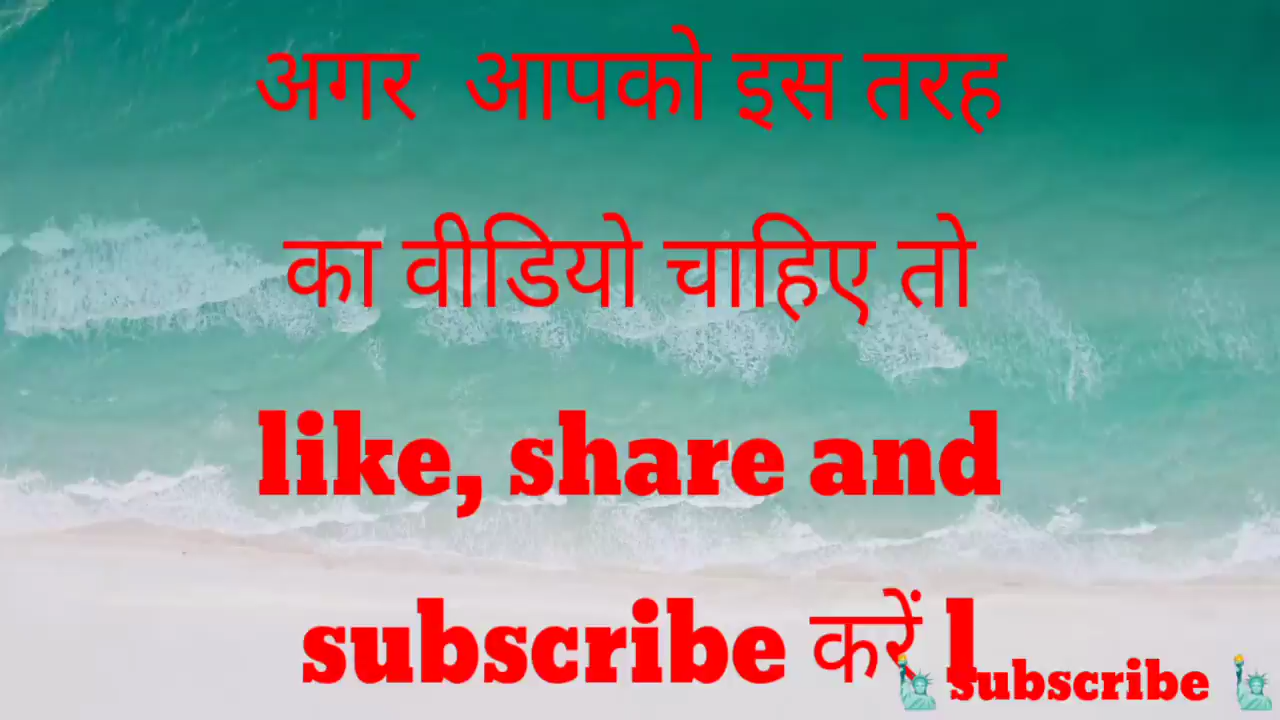 अगर आपको इस तरह
का वीडियो चाहिए तो
like, share and
subscribe करें l
🗽 subscribe 🗽